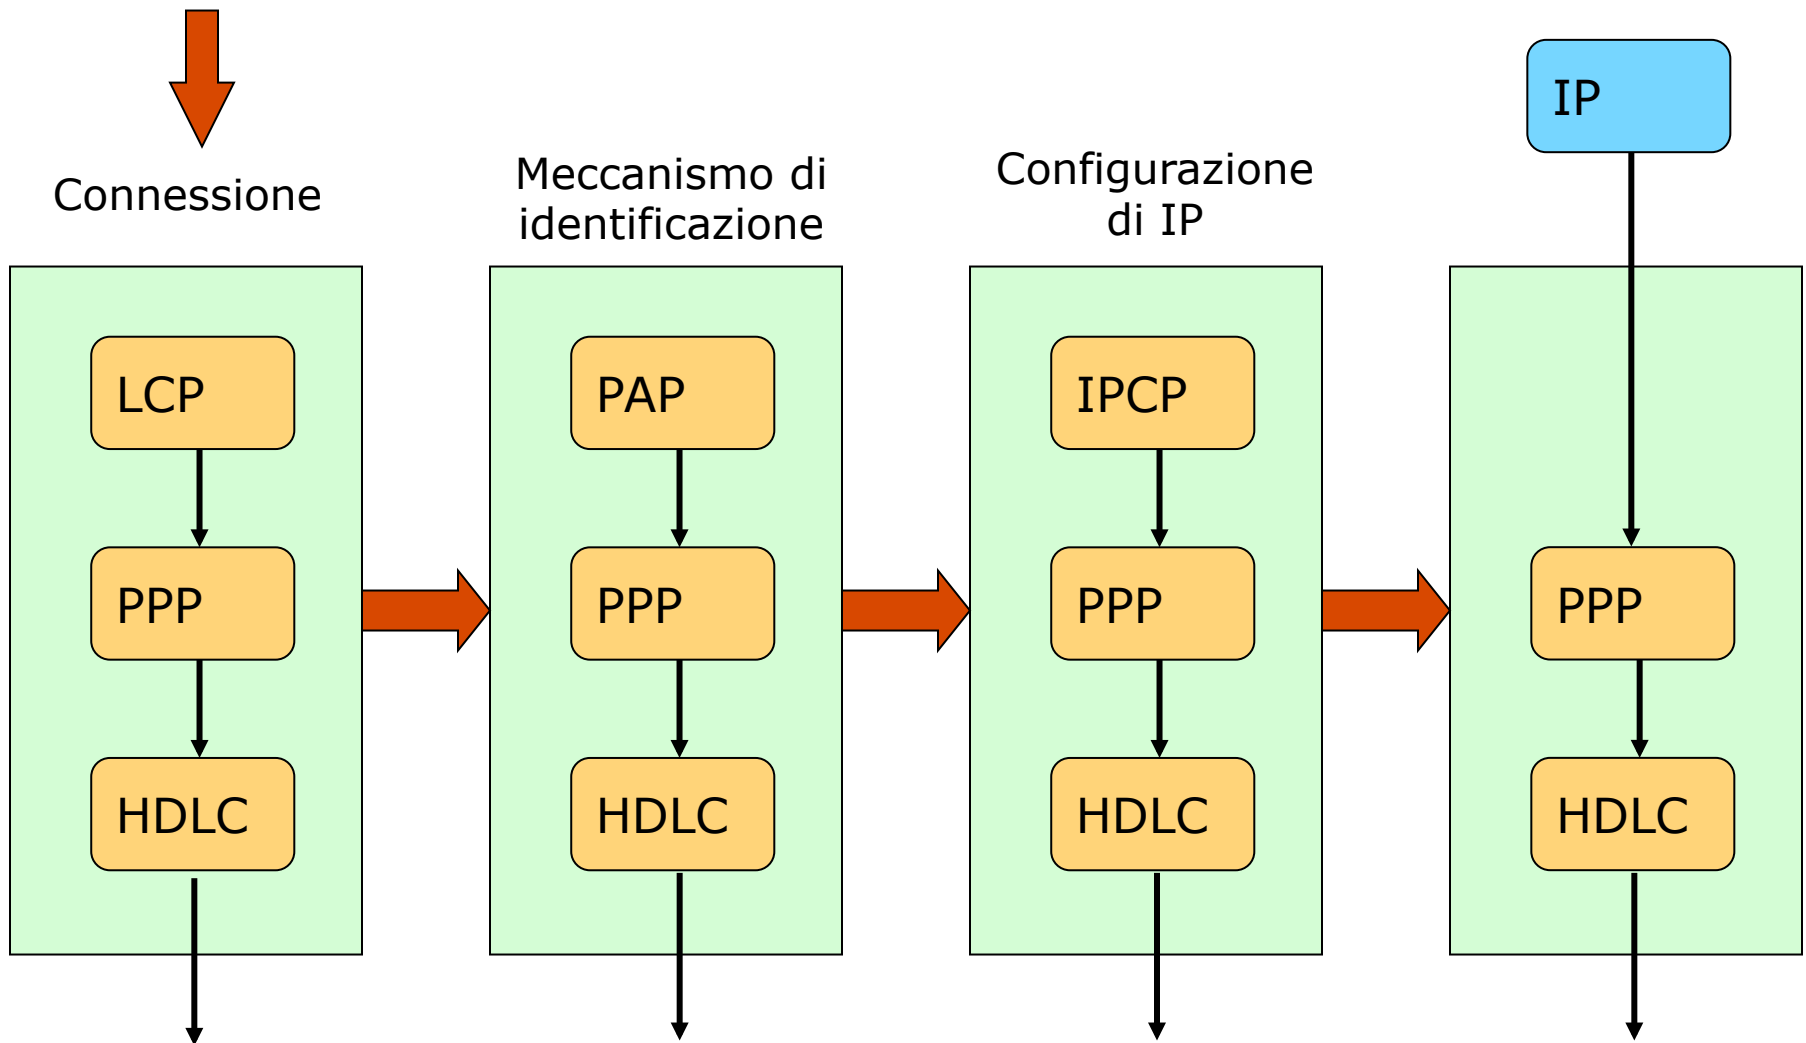 Connessione
LCP
PPP
HDLC
Meccanismo di
identificazione
PAP
PPP
HDLC
Configurazione
di IP
IPCP
PPP
HDLC
IP
PPP
HDLC